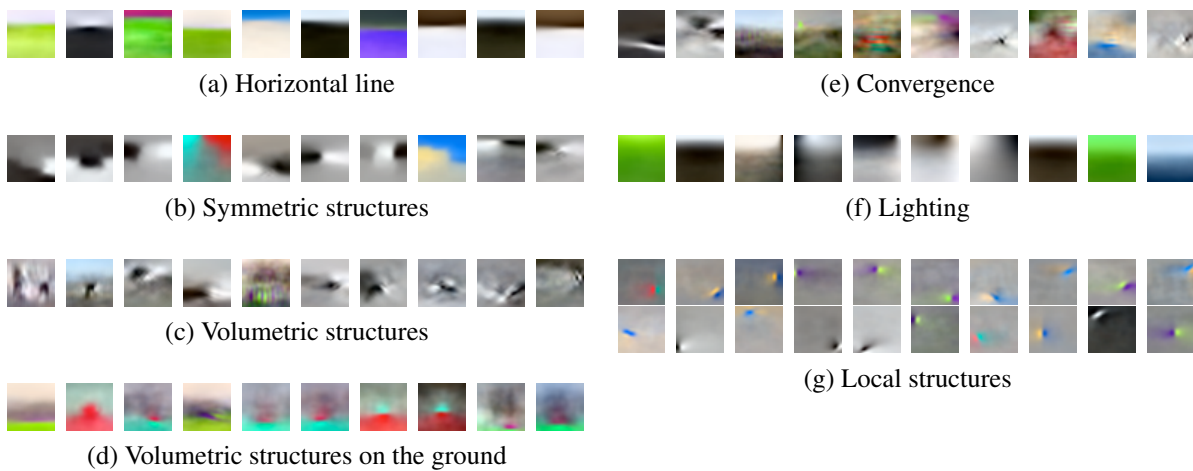 (a) Horizontal line
(b) Symmetric structures
(c) Volumetric structures
(d) Volumetric structures on the ground
(e) Convergence
(f) Lighting
(g) Local structures